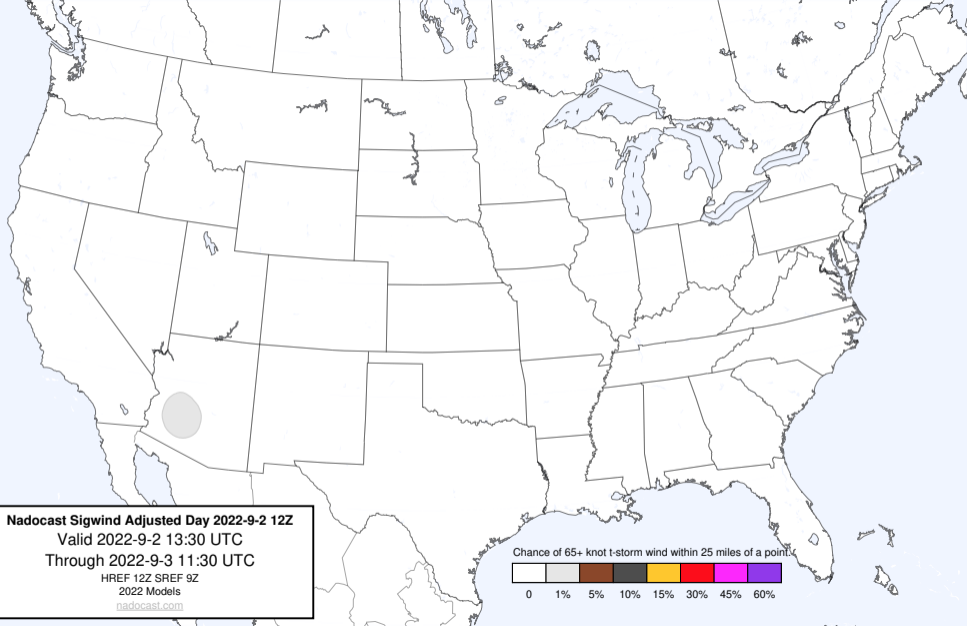 Nadocast Sigwind Adjusted Day 2022-9-2 12Z
Valid 2022-9-2 13:30 UTC
Through 2022-9-3 11:30 UTC
HREF 12Z SREF 9Z
2022 Models
nadocast.com
Chance of 65+ knot t-storm wind within 25 miles of a point.
0 1% 5% 10% 15% 30% 45% 60%